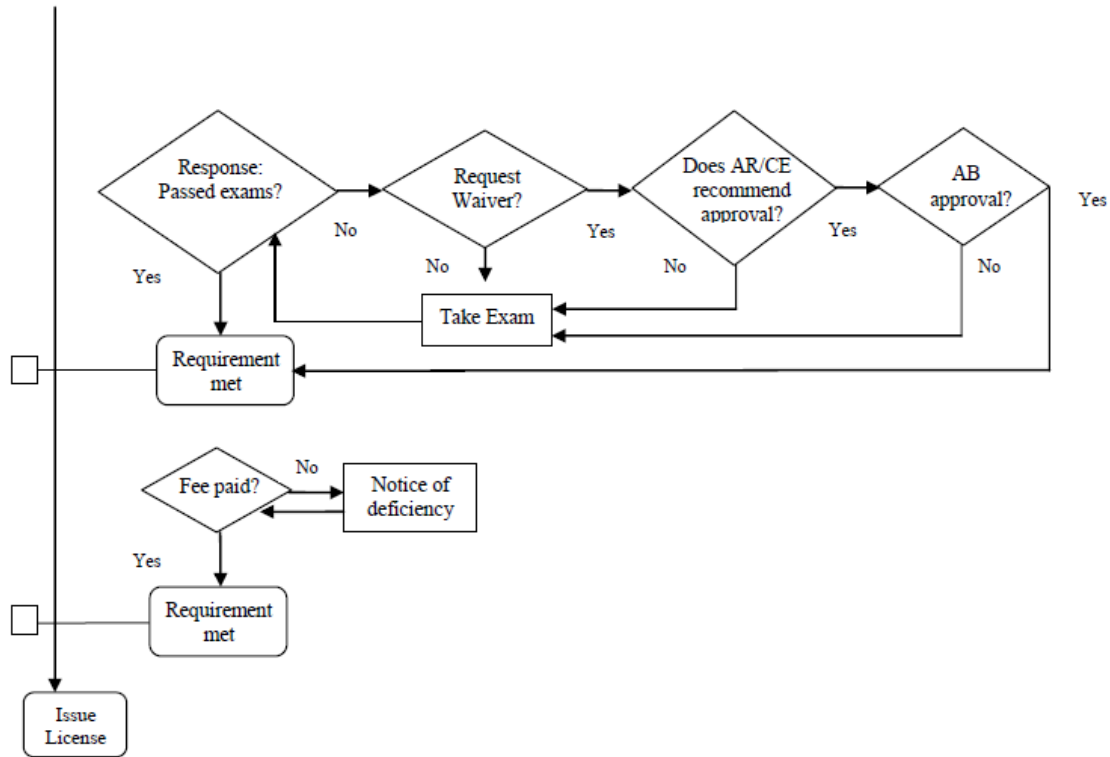 Response:
Passed exams?
Request
Waiver?
Does AR/CE
recommend
approval?
AB
approval?
Yes
No
Yes
Yes
Yes
No
No
No
Take Exam
Requirement
met
Fee paid?
No
Notice of
deficiency
Yes
Requirement
met
Issue
License